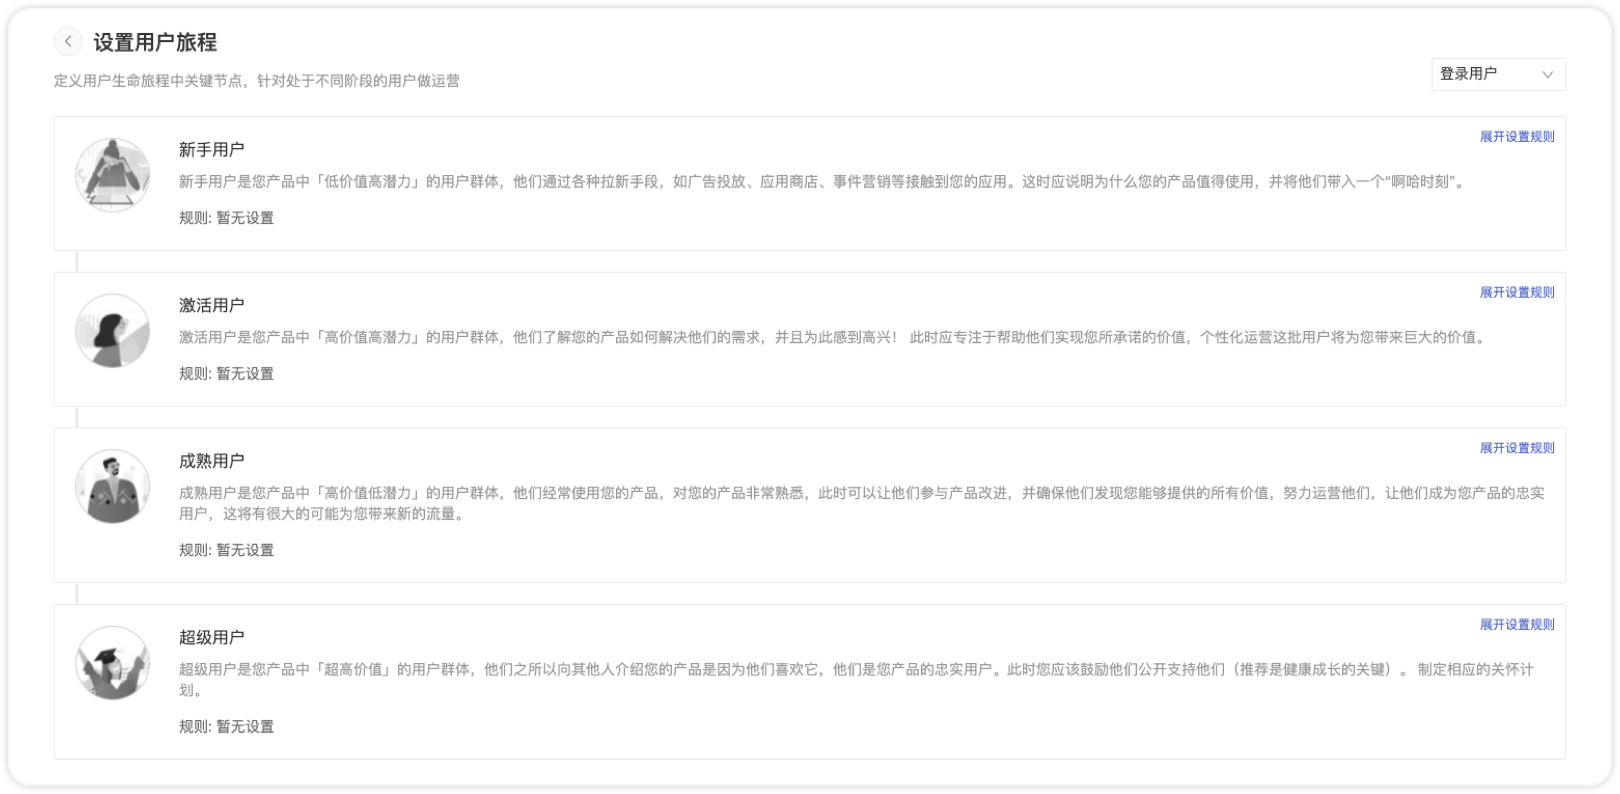 设置用户旅程
定义用户生命旅程中关键节点，针对处于不同阶段的用户做运营
登录用户
新手用户
展开设置规则
新手用户是您产品中「低价值高潜力」的用户群体，他们通过各种拉新手段，如广告投放、应用商店、事件营销等接触到您的应用。这时应说明为什么您的产品值得使用，并将他们带入一个“啊哈时刻”。
规则: 暂无设置
激活用户
展开设置规则
激活用户是您产品中「高价值高潜力」的用户群体，他们了解您的产品如何解决他们的需求，并且为此感到高兴！ 此时应专注于帮助他们实现您所承诺的价值，个性化运营这批用户将为您带来巨大的价值。
规则: 暂无设置
成熟用户
展开设置规则
成熟用户是您产品中「高价值低潜力」的用户群体，他们经常使用您的产品，对您的产品非常熟悉，此时可以让他们参与产品改进，并确保他们发现您能够提供的所有价值，努力运营他们，让他们成为您产品的忠实
用户，这将有很大的可能为您带来新的流量。
规则: 暂无设置
超级用户
展开设置规则
超级用户是您产品中「超高价值」的用户群体，他们之所以向其他人介绍您的产品是因为他们喜欢它，他们是您产品的忠实用户。此时您应该鼓励他们公开支持他们（推荐是健康成长的关键）。 制定相应的关怀计
划。
规则: 暂无设置